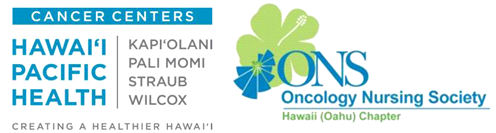 CANCER CENTERS
HAWAIʻI
PACIFIC
HEALTH
KAPIʻOLANI
PALI MOMI
STRAUB
WILCOX
CREATING A HEALTHIER HAWAIʻI
ONS
Oncology Nursing Society
Hawaii (Oahu) Chapter